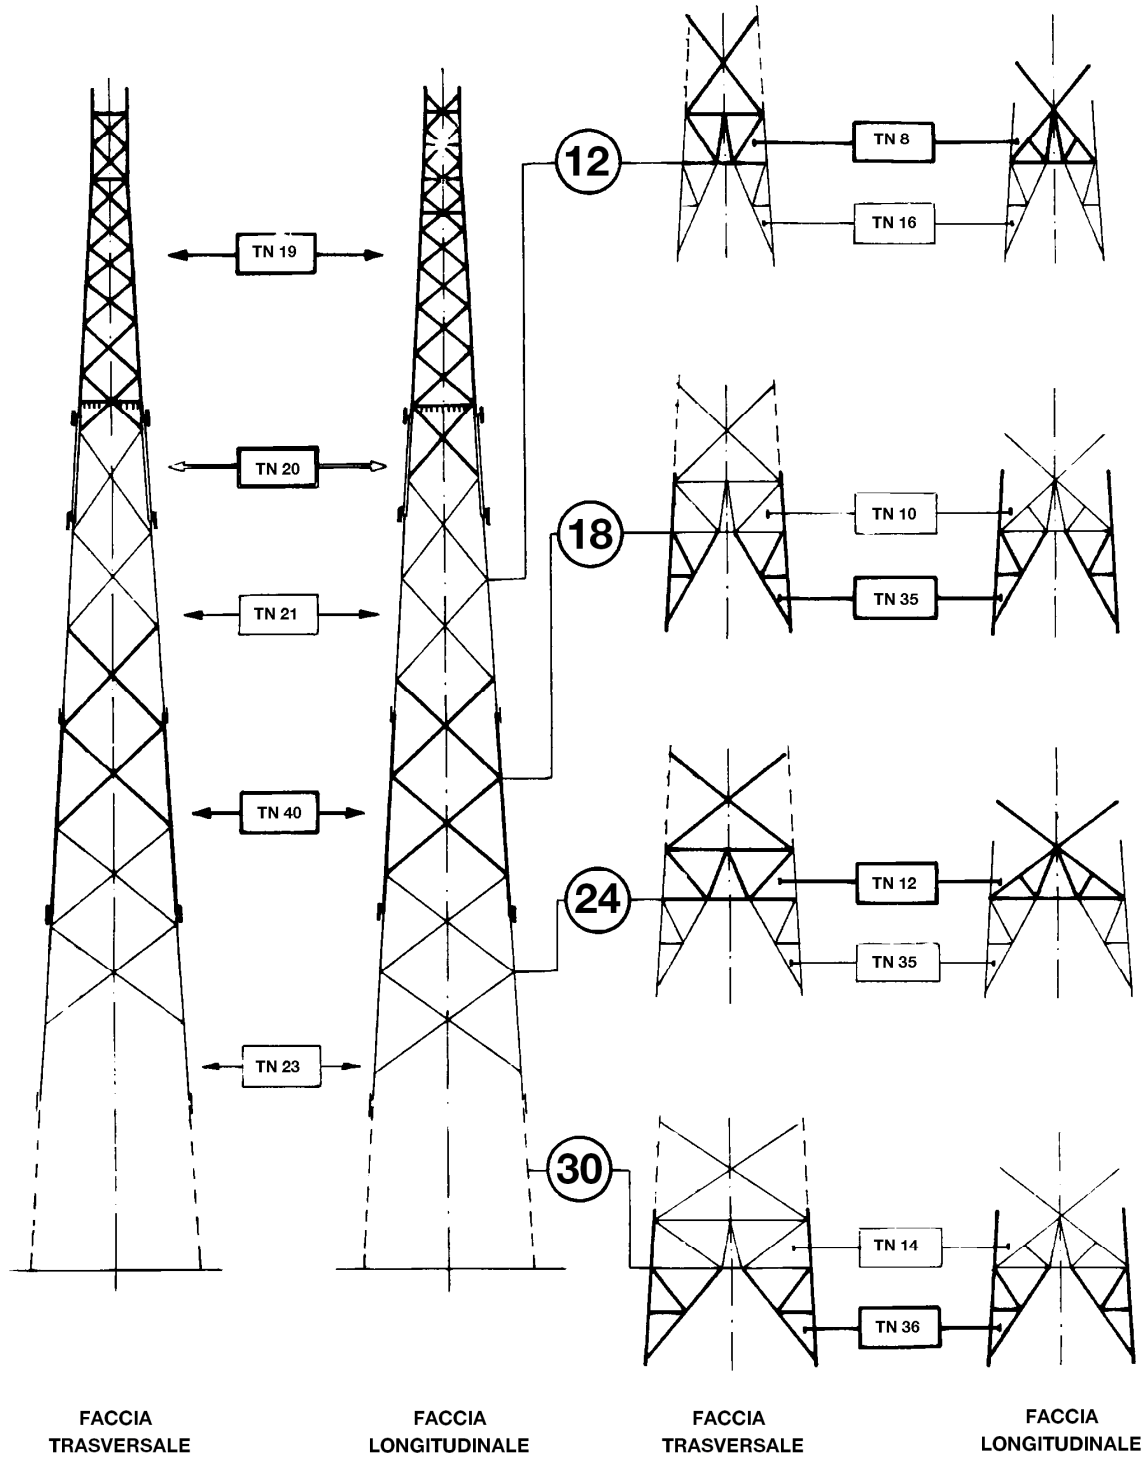 TN 19
TN 20
TN 21
TN 40
TN 23
12
TN 8
TN 16
18
TN 10
TN 35
24
TN 12
TN 35
30
TN 14
TN 36
FACCIA
TRASVERSALE
FACCIA
LONGITUDINALE
FACCIA
TRASVERSALE
FACCIA
LONGITUDINALE